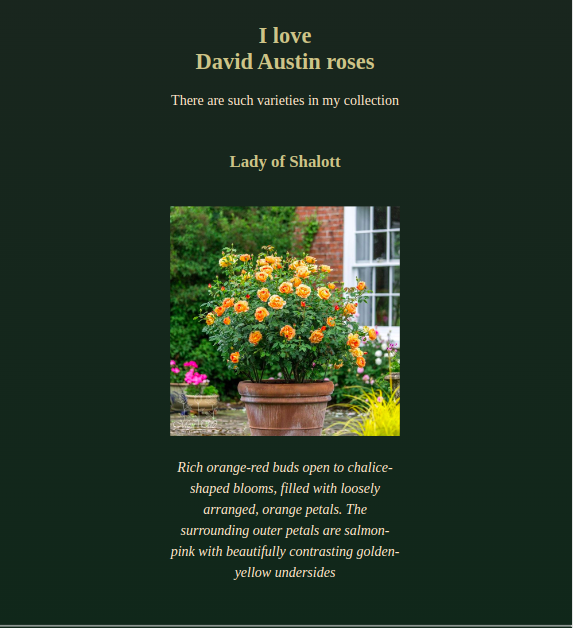 I love
David Austin roses
There are such varieties in my collection
Lady of Shalott
Rich orange-red buds open to chalice-
shaped blooms, filled with loosely
arranged, orange petals. The
surrounding outer petals are salmon-
pink with beautifully contrasting golden-
yellow undersides